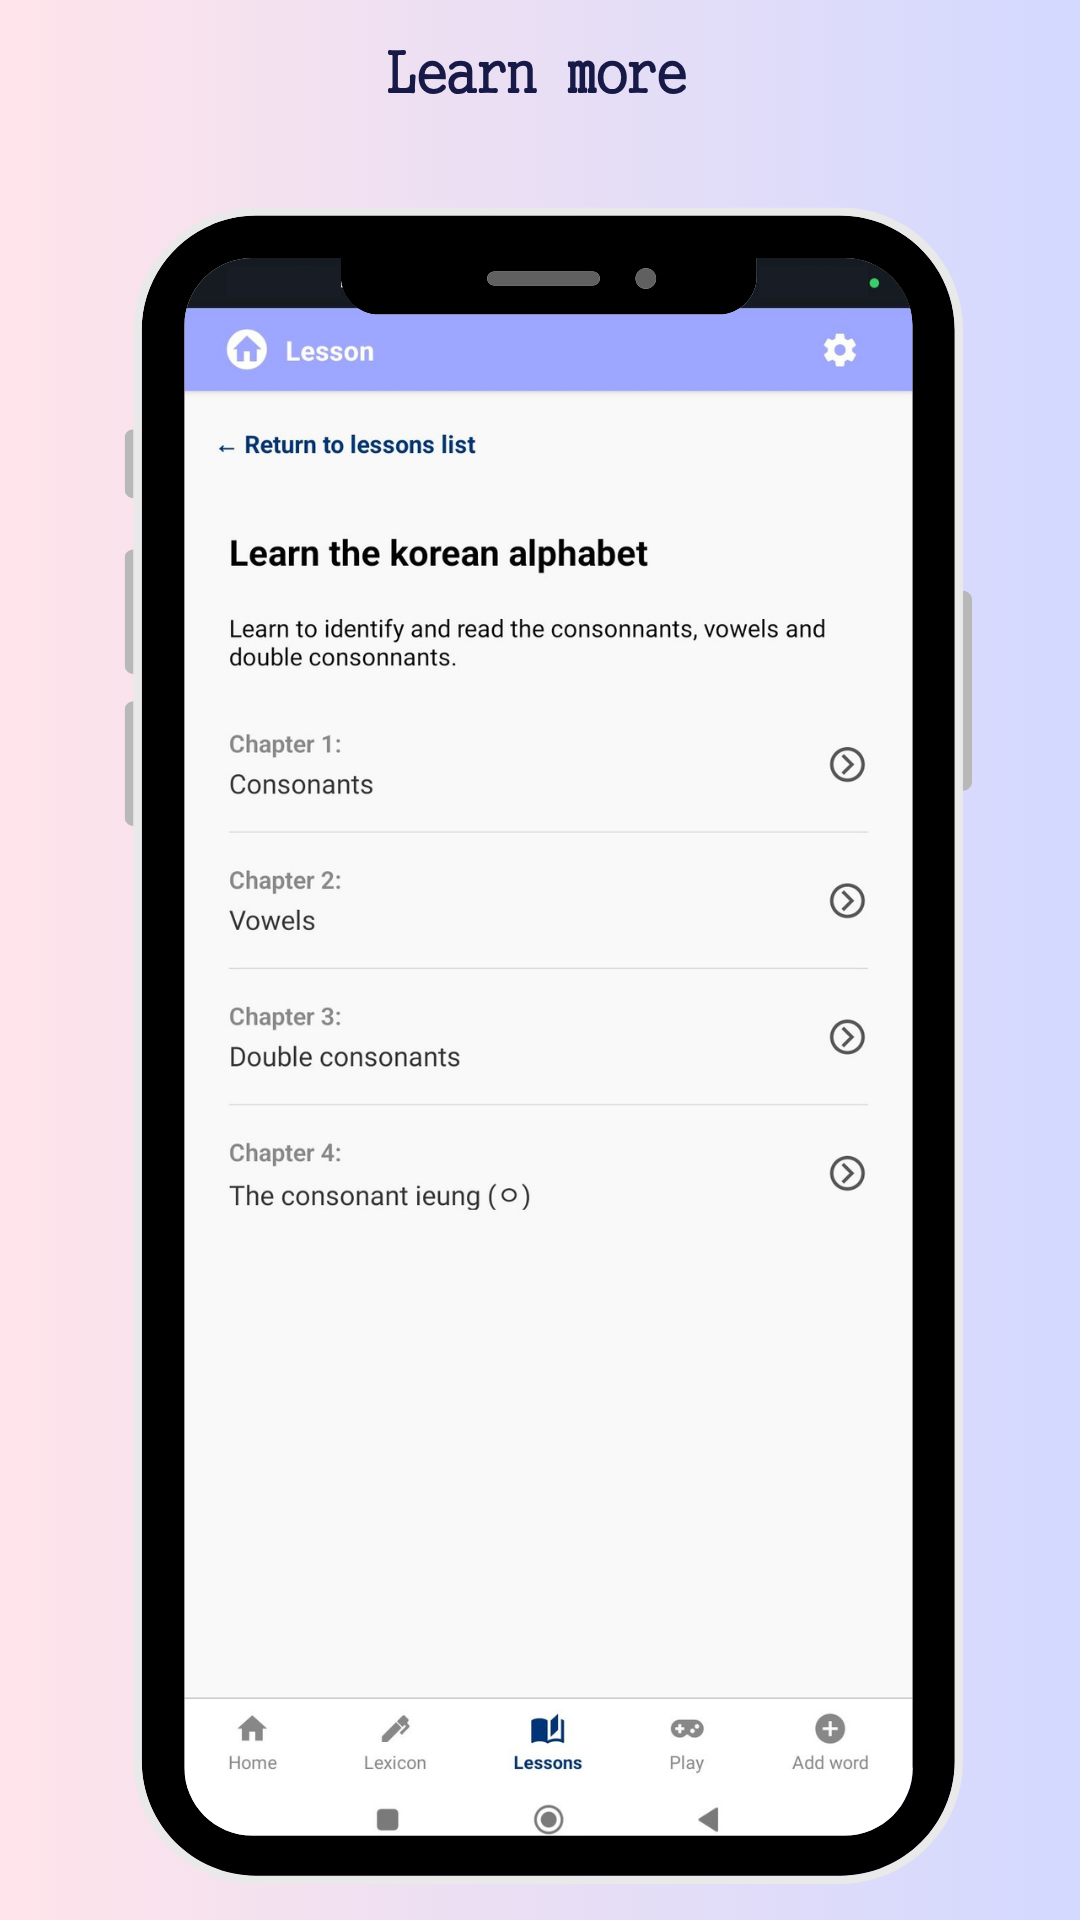 Learn more
Lesson
← Return to lessons list
Learn the korean alphabet
Learn to identify and read the consonnants, vowels and
double consonnants.
Chapter 1:
Consonants
Chapter 2:
Vowels
Chapter 3:
Double consonants
Chapter 4:
The consonant ieung (ㅇ)
Home Lexicon Lessons Play Add word